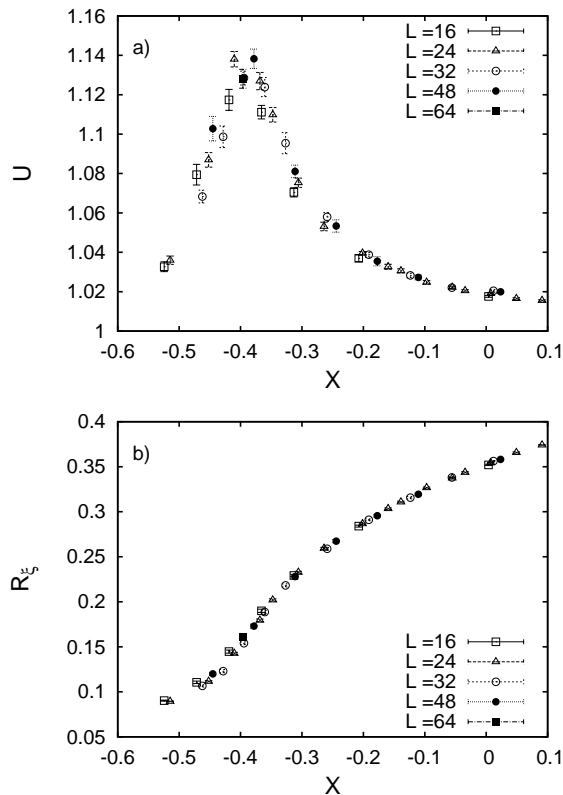 a)
U
1.16
1.14
1.12
1.1
1.08
1.06
1.04
1.02
1
L =16
L =24
L =32
L =48
L =64
-0.6 -0.5 -0.4 -0.3 -0.2 -0.1 0 0.1
X
b)
Rξ
0.4
0.35
0.3
0.25
0.2
0.15
0.1
0.05
L =16
L =24
L =32
L =48
L =64
-0.6 -0.5 -0.4 -0.3 -0.2 -0.1 0 0.1
X